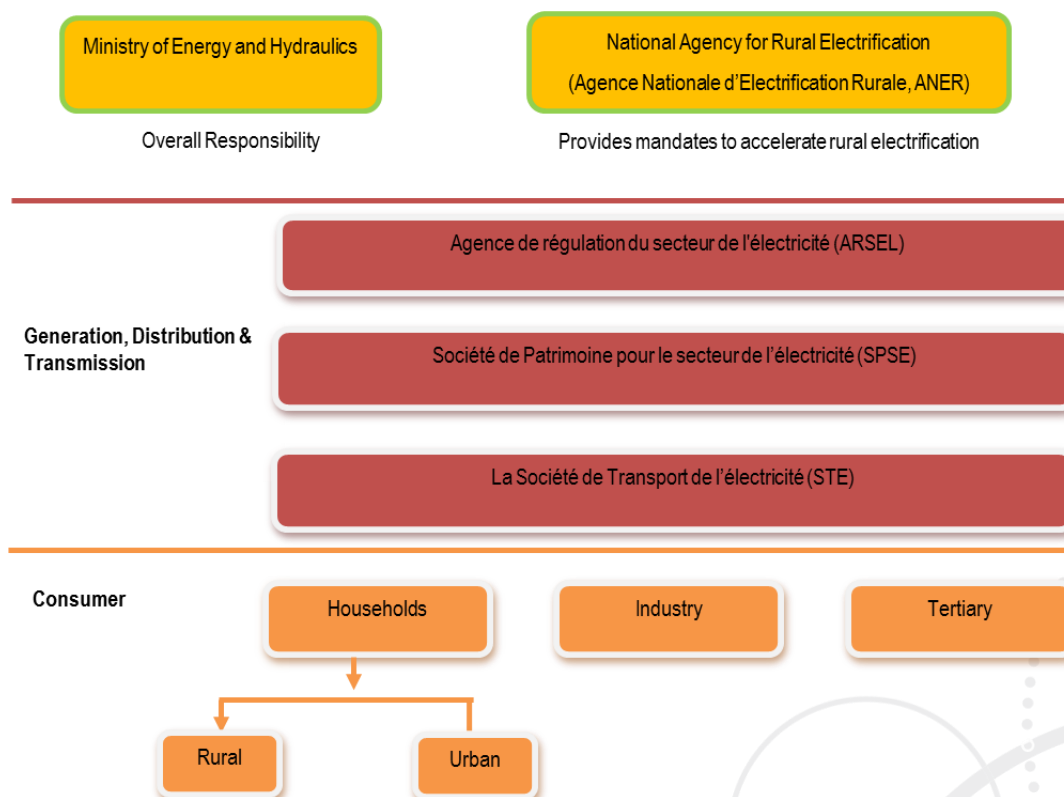 Ministry of Energy and Hydraulics
National Agency for Rural Electrification
(Agence Nationale d’Electrification Rurale, ANER)
Overall Responsibility
Provides mandates to accelerate rural electrification
Agence de régulation du secteur de l'électricité (ARSEL)
Generation, Distribution &
Transmission
Société de Patrimoine pour le secteur de l’électricité (SPSE)
La Société de Transport de l’électricité (STE)
Consumer
Households
Industry
Tertiary
Rural
Urban